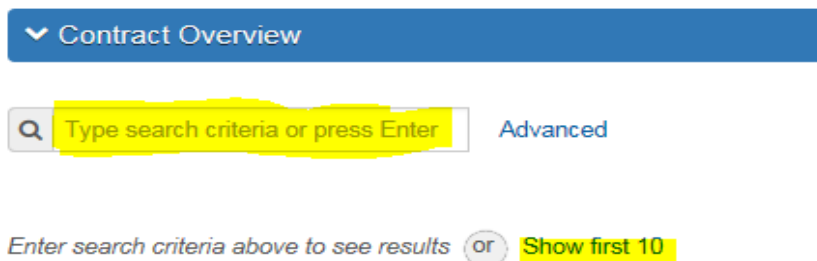 Contract Overview
Type search criteria or press Enter Advanced
Enter search criteria above to see results or Show first 10